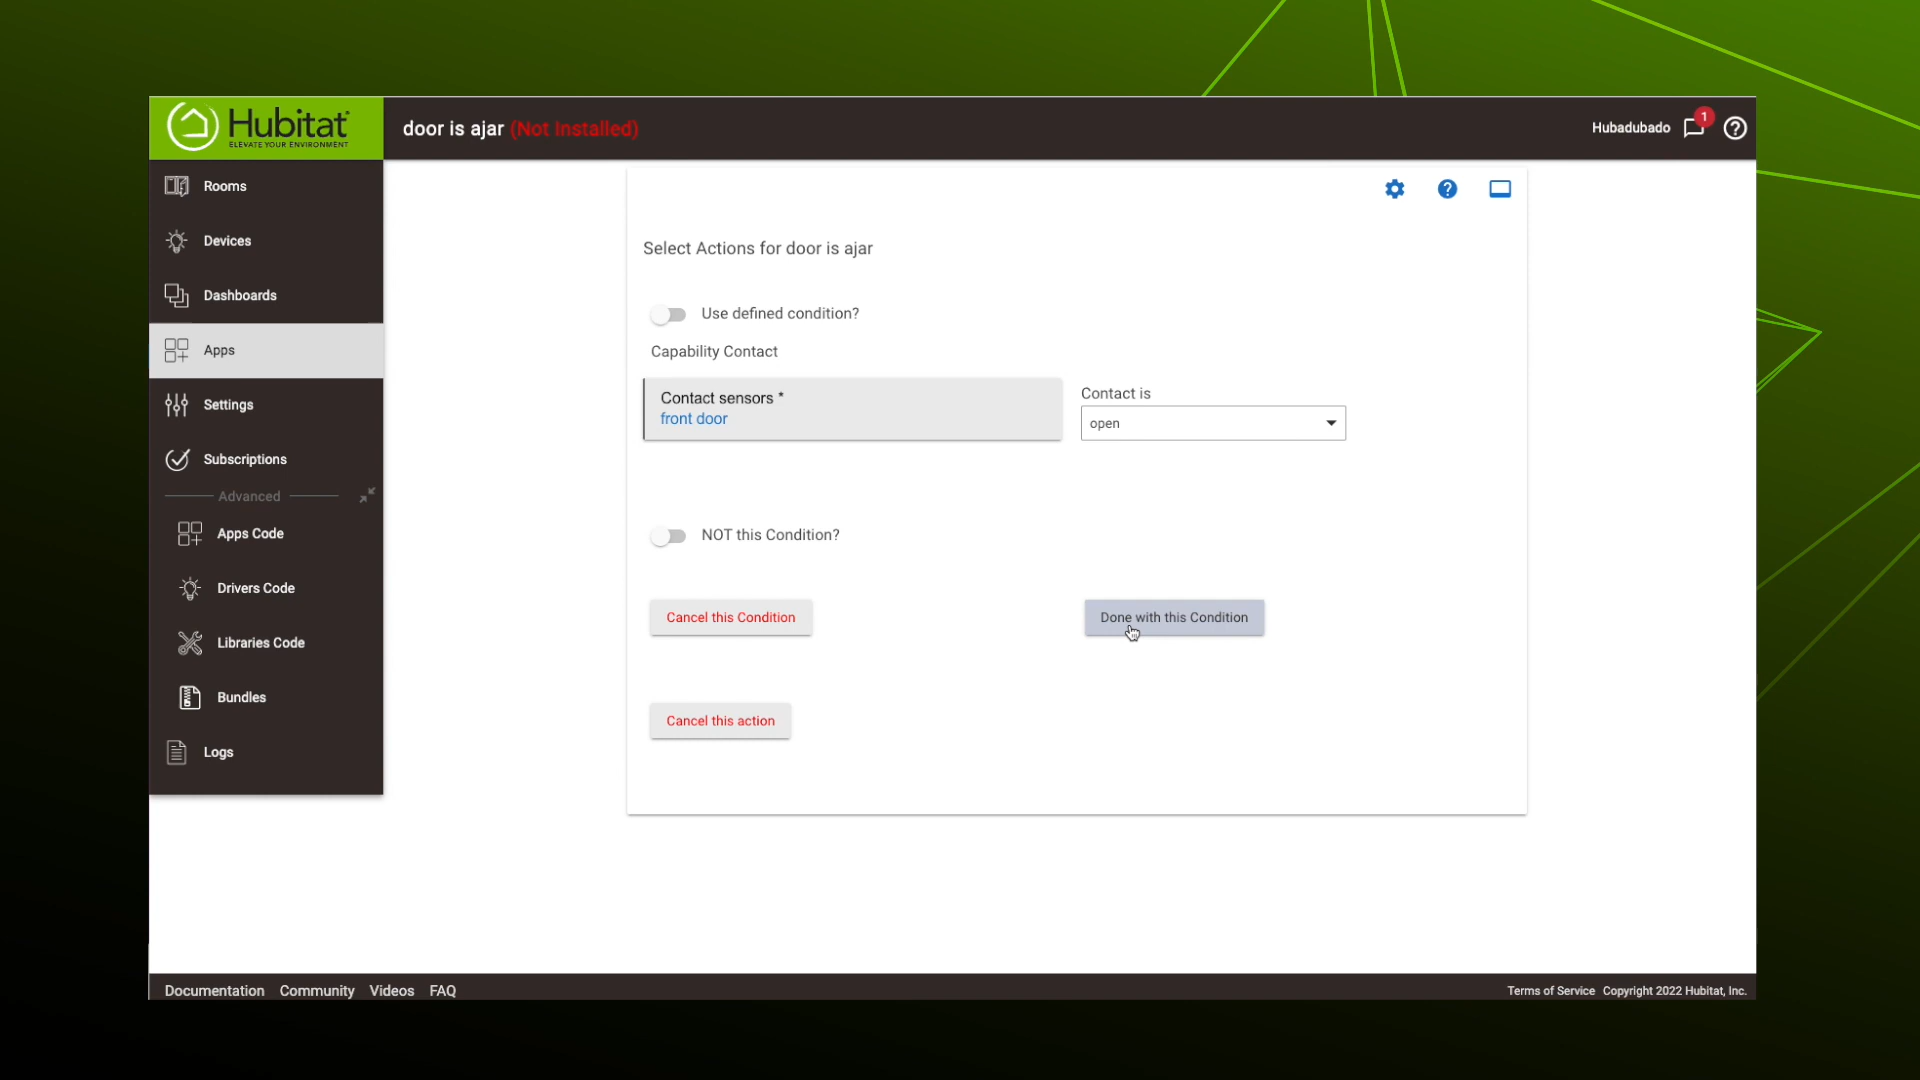 Hubitat
ELEVATE YOUR ENVIRONMENT
door is ajar (Not Installed)
Hubadubado
1
Rooms
Devices
Dashboards
Apps
Settings
Subscriptions
Advanced
Apps Code
Drivers Code
Libraries Code
Bundles
Logs
Select Actions for door is ajar
Use defined condition?
Capability Contact
Contact sensors *
front door
Contact is
open
NOT this Condition?
Cancel this Condition
Done with this Condition
Cancel this action
Documentation Community Videos FAQ
Terms of Service Copyright 2022 Hubitat, Inc.